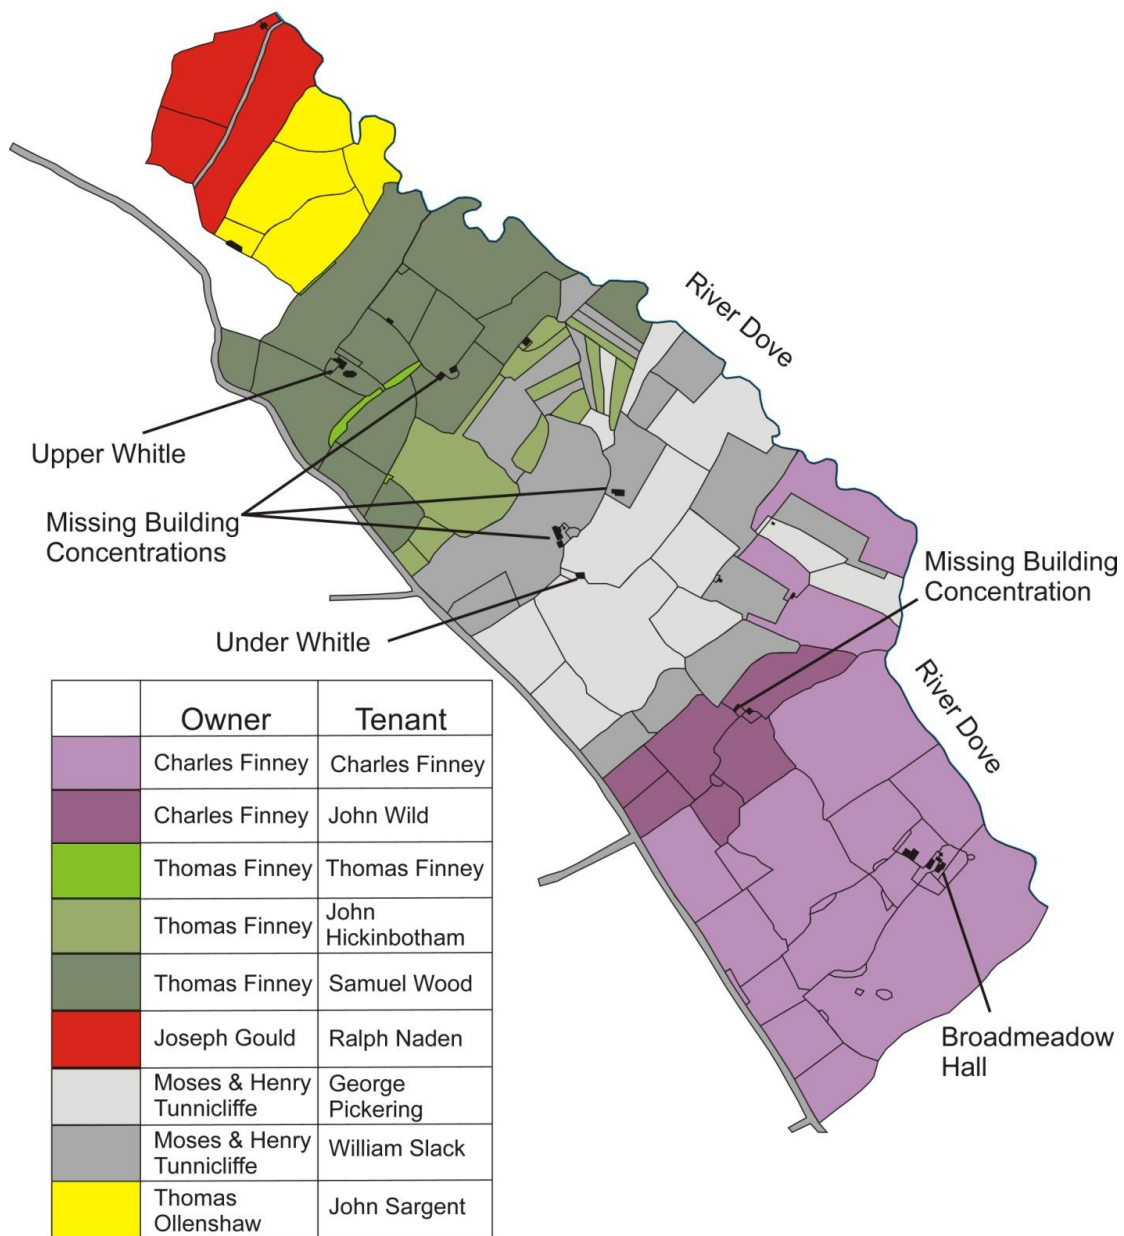 River Dove
Upper Whitle
Missing Building
Concentrations
Missing Building
Concentration
Under Whitle
River Dove
Owner Tenant
Charles Finney Charles Finney
Charles Finney John Wild
Thomas Finney Thomas Finney
Thomas Finney John
Hickinbotham
Thomas Finney Samuel Wood
Joseph Gould Ralph Naden
Moses & Henry George
Tunnicliffe Pickering
Moses & Henry William Slack
Tunnicliffe
Thomas John Sargent
Ollenshaw
Broadmeadow
Hall